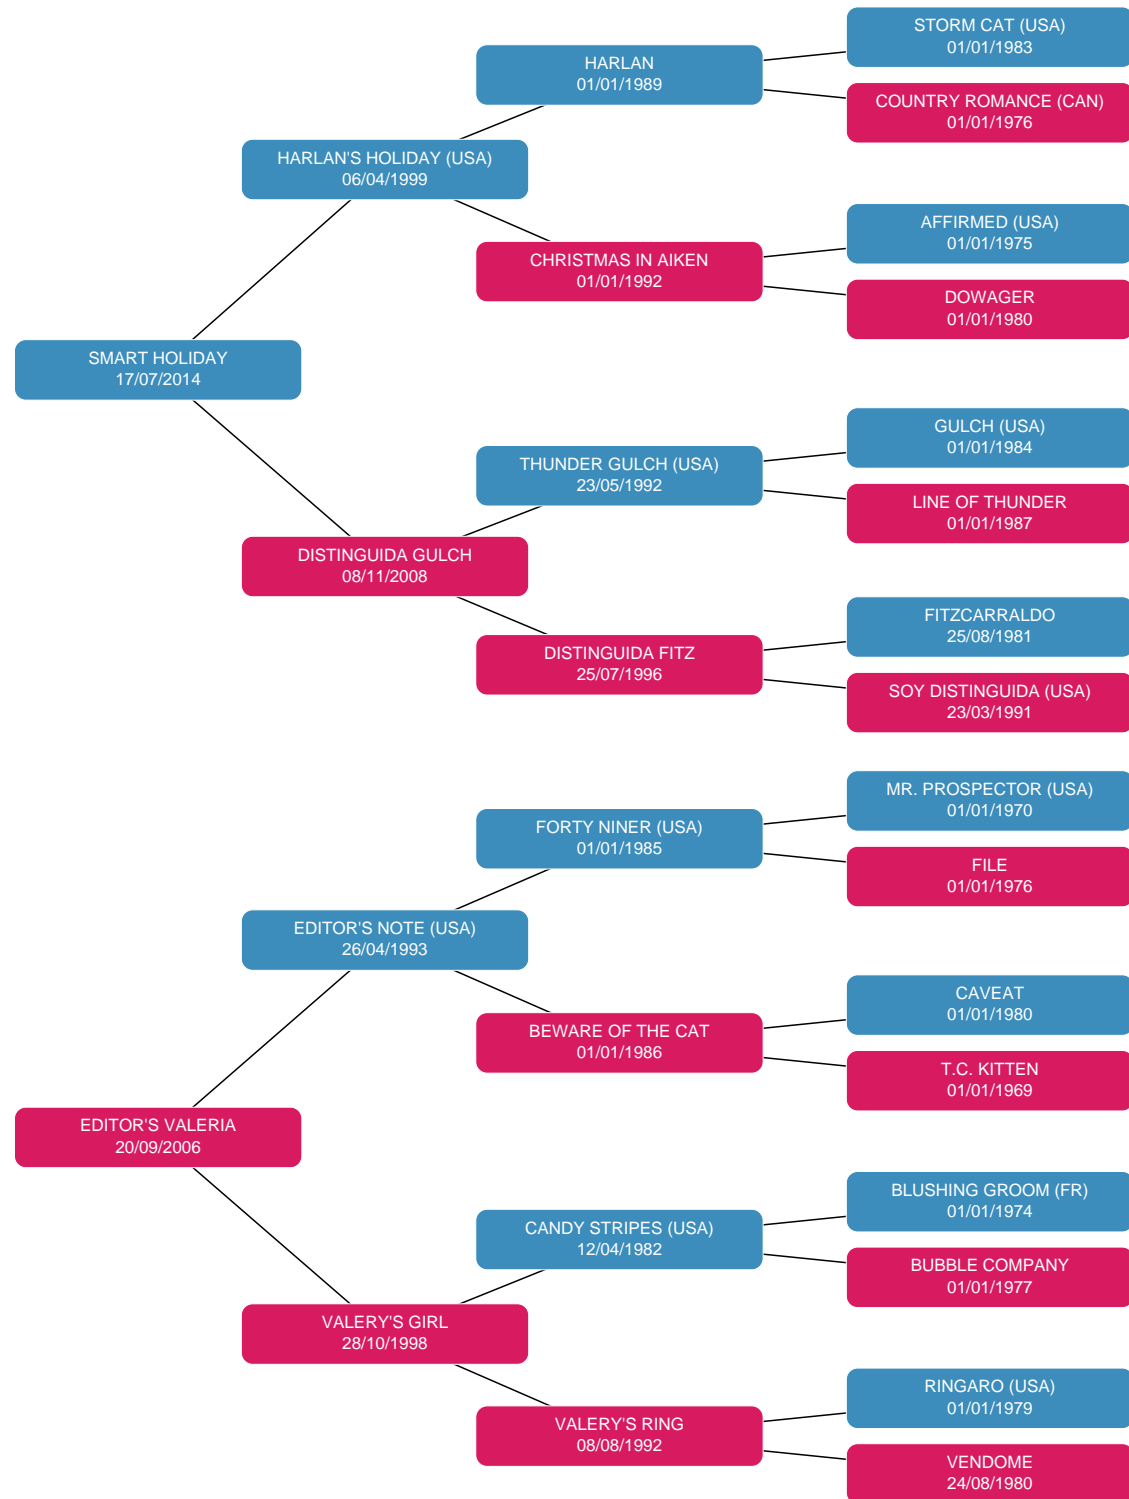 STORM CAT (USA)
01/01/1983
HARLAN
01/01/1989
COUNTRY ROMANCE (CAN)
01/01/1976
HARLAN'S HOLIDAY (USA)
06/04/1999
AFFIRMED (USA)
01/01/1975
CHRISTMAS IN AIKEN
01/01/1992
DOWAGER
01/01/1980
SMART HOLIDAY
17/07/2014
GULCH (USA)
01/01/1984
THUNDER GULCH (USA)
23/05/1992
LINE OF THUNDER
01/01/1987
DISTINGUIDA GULCH
08/11/2008
FITZCARRALDO
25/08/1981
DISTINGUIDA FITZ
25/07/1996
SOY DISTINGUIDA (USA)
23/03/1991
MR. PROSPECTOR (USA)
01/01/1970
FORTY NINER (USA)
01/01/1985
FILE
01/01/1976
EDITOR'S NOTE (USA)
26/04/1993
CAVEAT
01/01/1980
BEWARE OF THE CAT
01/01/1986
T.C. KITTEN
01/01/1969
EDITOR'S VALERIA
20/09/2006
BLUSHING GROOM (FR)
01/01/1974
CANDY STRIPES (USA)
12/04/1982
BUBBLE COMPANY
01/01/1977
VALERY'S GIRL
28/10/1998
RINGARO (USA)
01/01/1979
VALERY'S RING
08/08/1992
VENDOME
24/08/1980